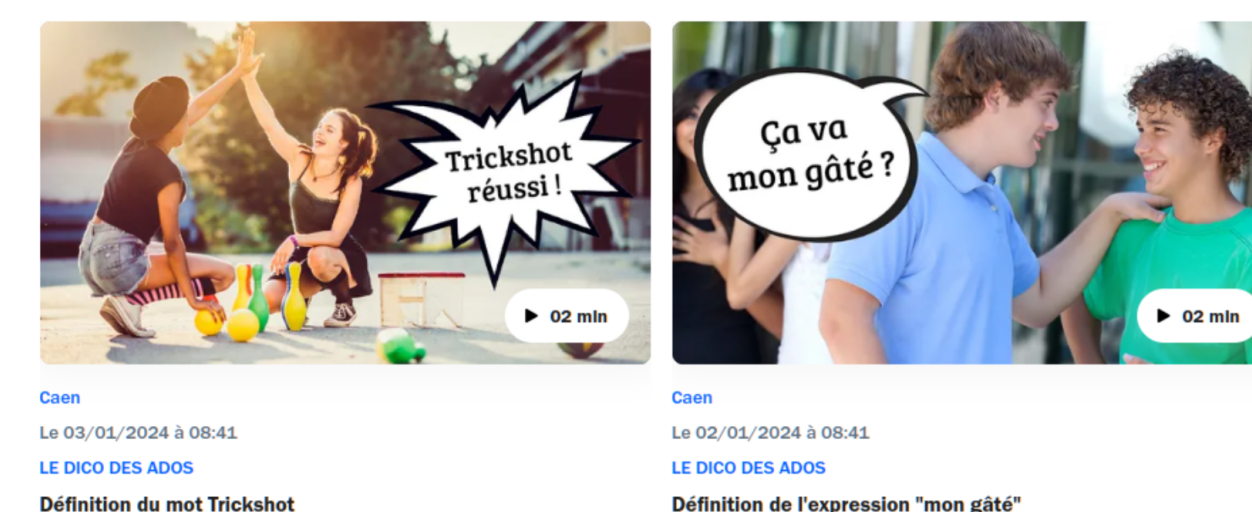 Trickshot
réussi !
02 min
Caen
Le 03/01/2024 à 08:41
LE DICO DES ADOS
Définition du mot Trickshot
Ça va
mon gâté ?
02 min
Caen
Le 02/01/2024 à 08:41
LE DICO DES ADOS
Définition de l'expression "mon gâté"